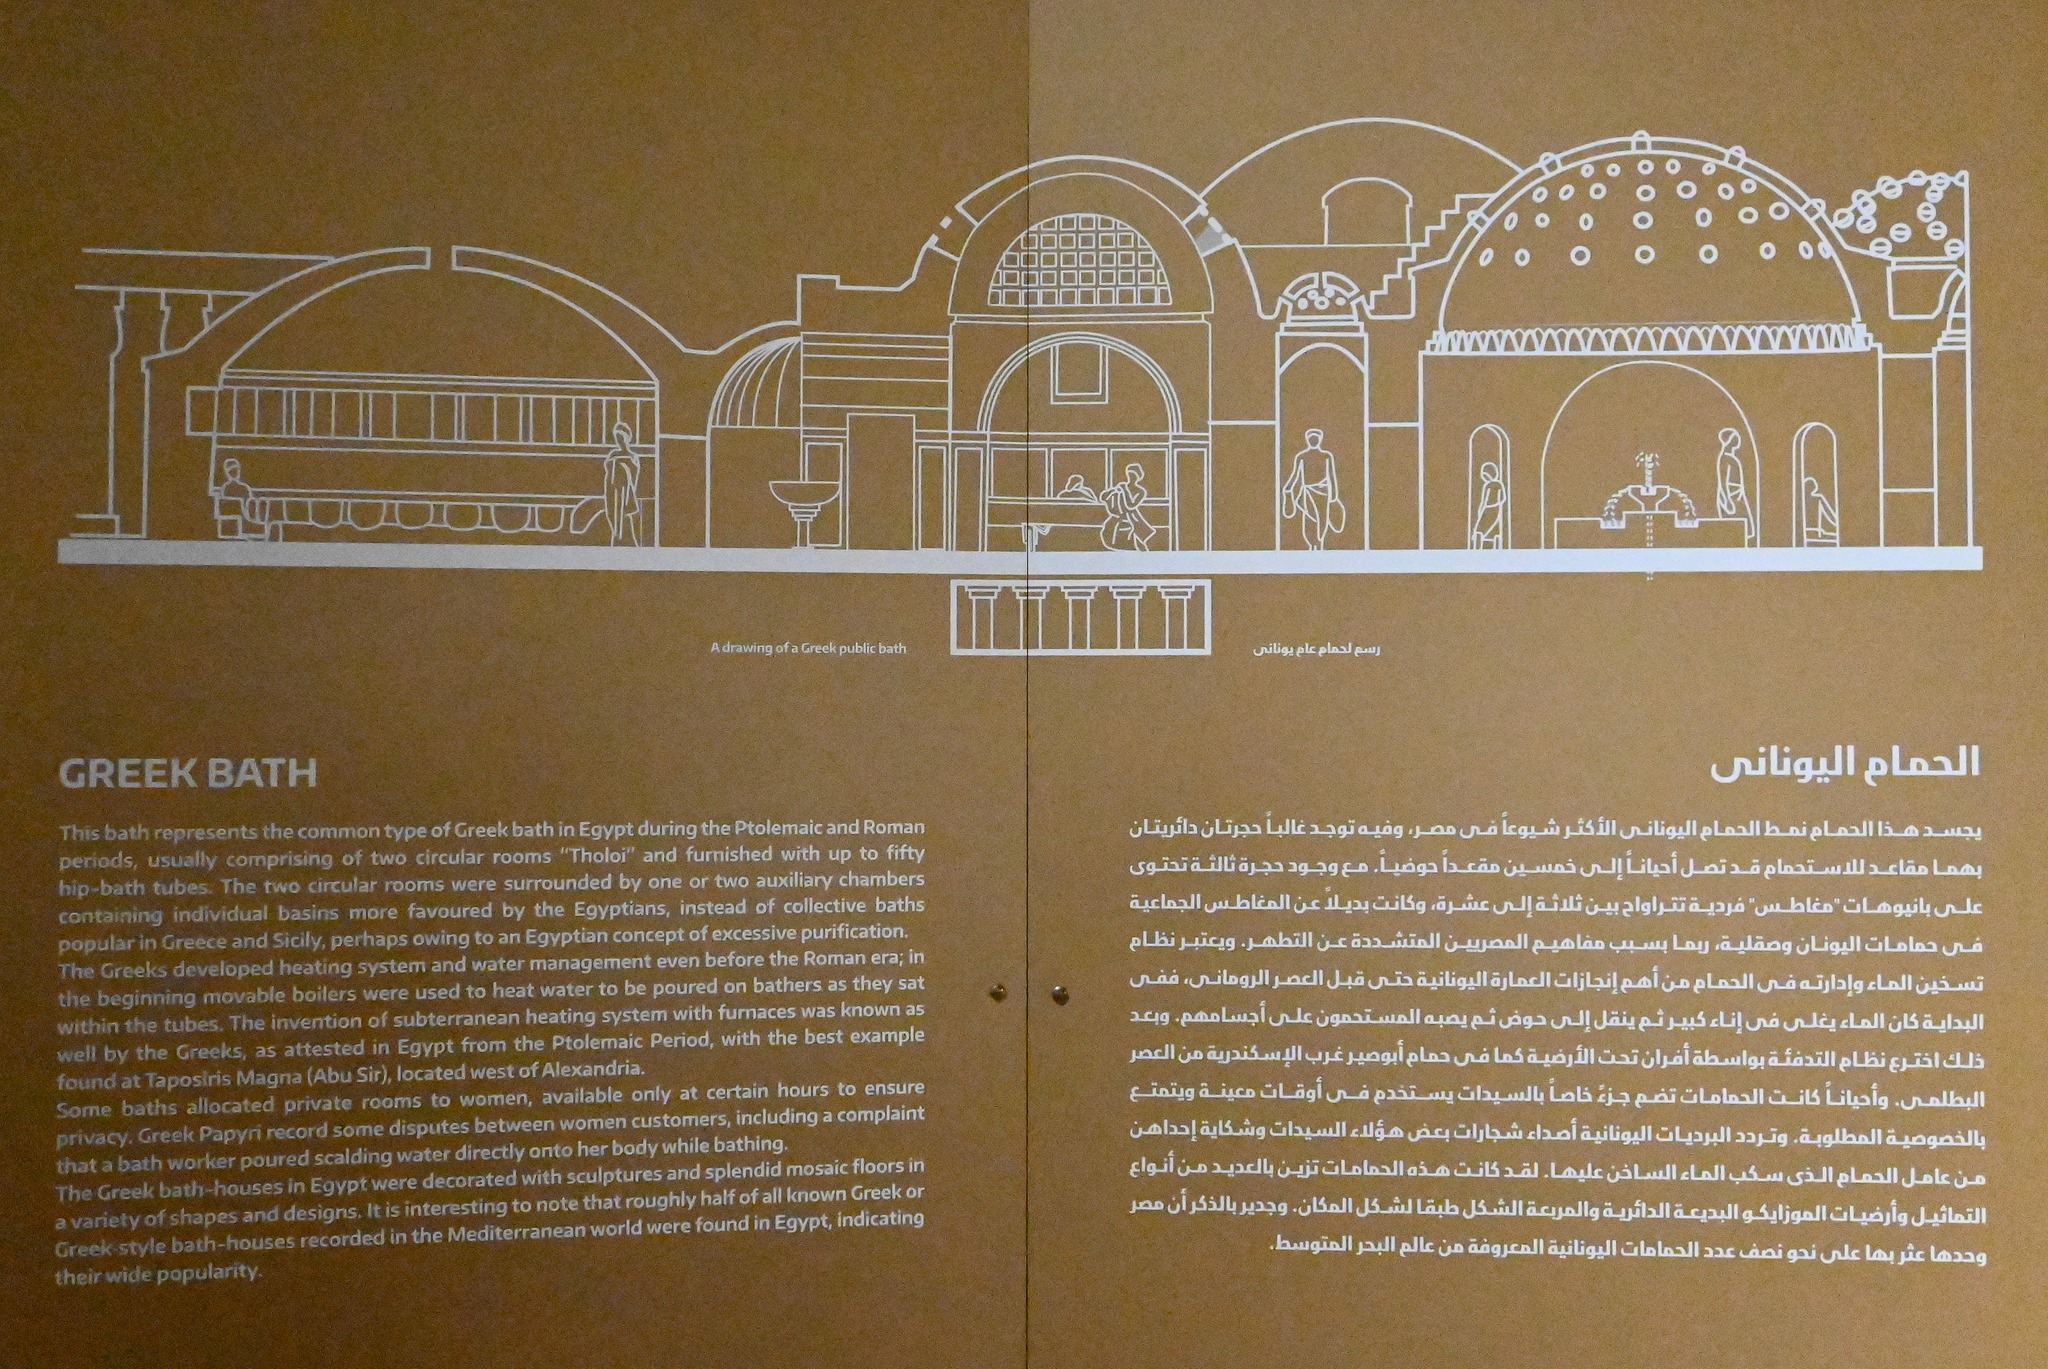 A drawing of a Greek public bath
رسم لحمام عام يونانى
GREEK BATH
This bath represents the common type of Greek bath in Egypt during the Ptolemaic and Roman
periods, usually comprising of two circular rooms “Tholoi” and furnished with up to fifty
hip-bath tubes. The two circular rooms were surrounded by one or two auxiliary chambers
containing individual basins more favoured by the Egyptians, instead of collective baths
popular in Greece and Sicily, perhaps owing to an Egyptian concept of excessive purification.
The Greeks developed heating system and water management even before the Roman era; in
the beginning movable boilers were used to heat water to be poured on bathers as they sat
within the tubes. The invention of subterranean heating system with furnaces was known as
well by the Greeks, as attested in Egypt from the Ptolemaic Period, with the best example
found at Taposiris Magna (Abu Sir), located west of Alexandria.
Some baths allocated private rooms to women, available only at certain hours to ensure
privacy. Greek Papyri record some disputes between women customers, including a complaint
that a bath worker poured scalding water directly onto her body while bathing.
The Greek bath-houses in Egypt were decorated with sculptures and splendid mosaic floors in
a variety of shapes and designs. It is interesting to note that roughly half of all known Greek or
Greek-style bath-houses recorded in the Mediterranean world were found in Egypt, indicating
their wide popularity.
الحمام اليونانى
يجسد هذا الحمام نمط الحمام اليونانى الأكثر شيوعاً فى مصر، وفيه توجد غالباً حجرتان دائريتان
بهما مقاعد للاستحمام قد تصل أحياناً إلى خمسين مقعداً حوضياً. مع وجود حجرة ثالثة تحتوى
على بانيوهات "مغاطس" فردية تتراواح بين ثلاثة إلى عشرة، وكانت بديلاً عن المغاطس الجماعية
فى حمامات اليونان وصقلية، ربما بسبب مفاهيم المصريين المتشددة عن التطهر. ويعتبر نظام
تسخين الماء وإدارته فى الحمام من أهم إنجازات العمارة اليونانية حتى قبل العصر الرومانى، ففى
البداية كان الماء يغلى فى إناء كبير ثم ينقل إلى حوض ثم يصبه المستحمون على أجسامهم. وبعد
ذلك اخترع نظام التدفئة بواسطة أفران تحت الأرضية كما فى حمام أبوصير غرب الإسكندرية من العصر
البطلمى. وأحياناً كانت الحمامات تضم جزءً خاصاً بالسيدات يستخدم فى أوقات معينة ويتمتع
بالخصوصية المطلوبة. وتردد البرديات اليونانية أصداء شجارات بعض هؤلاء السيدات وشكاية إحداهن
من عامل الحمام الذى سكب الماء الساخن عليها. لقد كانت هذه الحمامات تزين بالعديد من أنواع
التماثيل وأرضيات الموزايكو البديعة الدائرية والمربعة الشكل طبقا لشكل المكان. وجدير بالذكر أن مصر
وحدها عثر بها على نحو نصف عدد الحمامات اليونانية المعروفة من عالم البحر المتوسط.